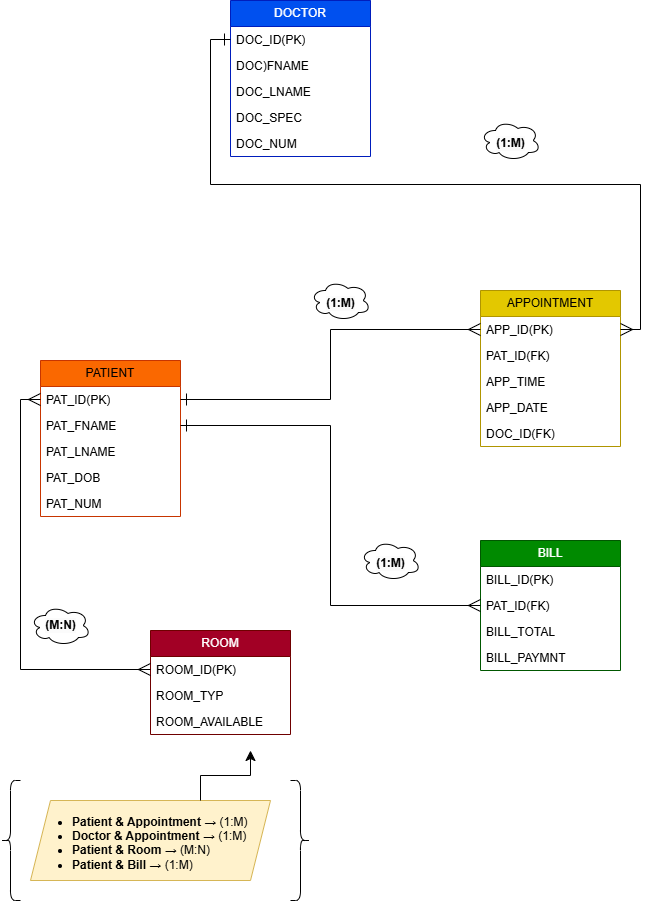 DOCTOR
DOC_ID(PK)
DOC)FNAME
DOC_LNAME
DOC_SPEC
DOC_NUM
(1:M)
(1:M)
APPOINTMENT
APP_ID(PK)
PAT_ID(FK)
APP_TIME
APP_DATE
DOC_ID(FK)
PATIENT
PAT_ID(PK)
PAT_FNAME
PAT_LNAME
PAT_DOB
PAT_NUM
(1:M)
BILL
BILL_ID(PK)
PAT_ID(FK)
BILL_TOTAL
BILL_PAYMNT
(M:N)
ROOM
ROOM_ID(PK)
ROOM_TYP
ROOM_AVAILABLE
• Patient & Appointment → (1:M)
• Doctor & Appointment → (1:M)
• Patient & Room → (M:N)
• Patient & Bill → (1:M)